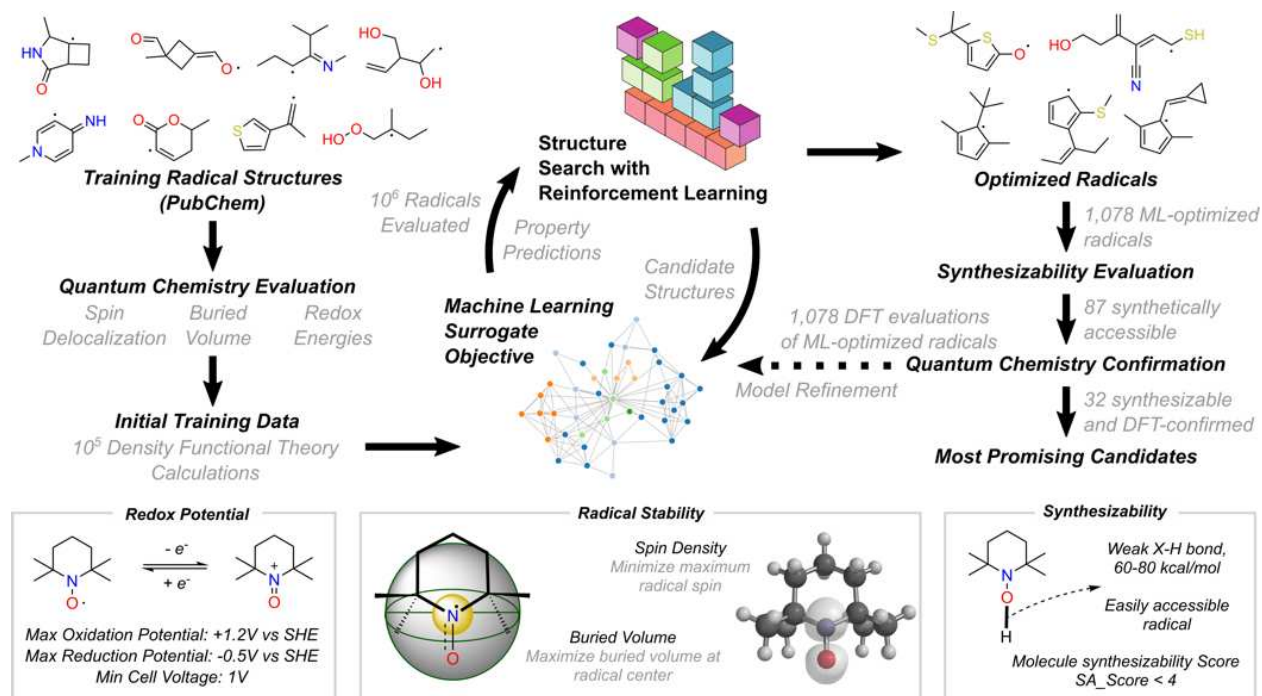 HN
O
O
O
N
OH
NH
N
O
O
S
HO
O
Training Radical Structures
(PubChem)
Quantum Chemistry Evaluation
Spin
Delocalization
Buried
Volume
Redox
Energies
Initial Training Data
10⁵ Density Functional Theory
Calculations
Structure
Search with
Reinforcement Learning
10⁶ Radicals
Evaluated
Property
Predictions
Candidate
Structures
Machine Learning
Surrogate
Objective
1,078 DFT evaluations
of ML-optimized radicals
Model Refinement
S
S
O
HO
SH
N
S
Optimized Radicals
1,078 ML-optimized
radicals
Synthesizability Evaluation
87 synthetically
accessible
Quantum Chemistry Confirmation
32 synthesizable
and DFT-confirmed
Most Promising Candidates
Redox Potential
N
O
- e⁻
+ e⁻
N
+
O
Max Oxidation Potential: +1.2V vs SHE
Max Reduction Potential: -0.5V vs SHE
Min Cell Voltage: 1V
Radical Stability
N
O
Spin Density
Minimize maximum
radical spin
Buried Volume
Maximize buried volume at
radical center
Synthesizability
N
O
H
Weak X-H bond,
60-80 kcal/mol
Easily accessible
radical
Molecule synthesizability Score
SA_Score < 4